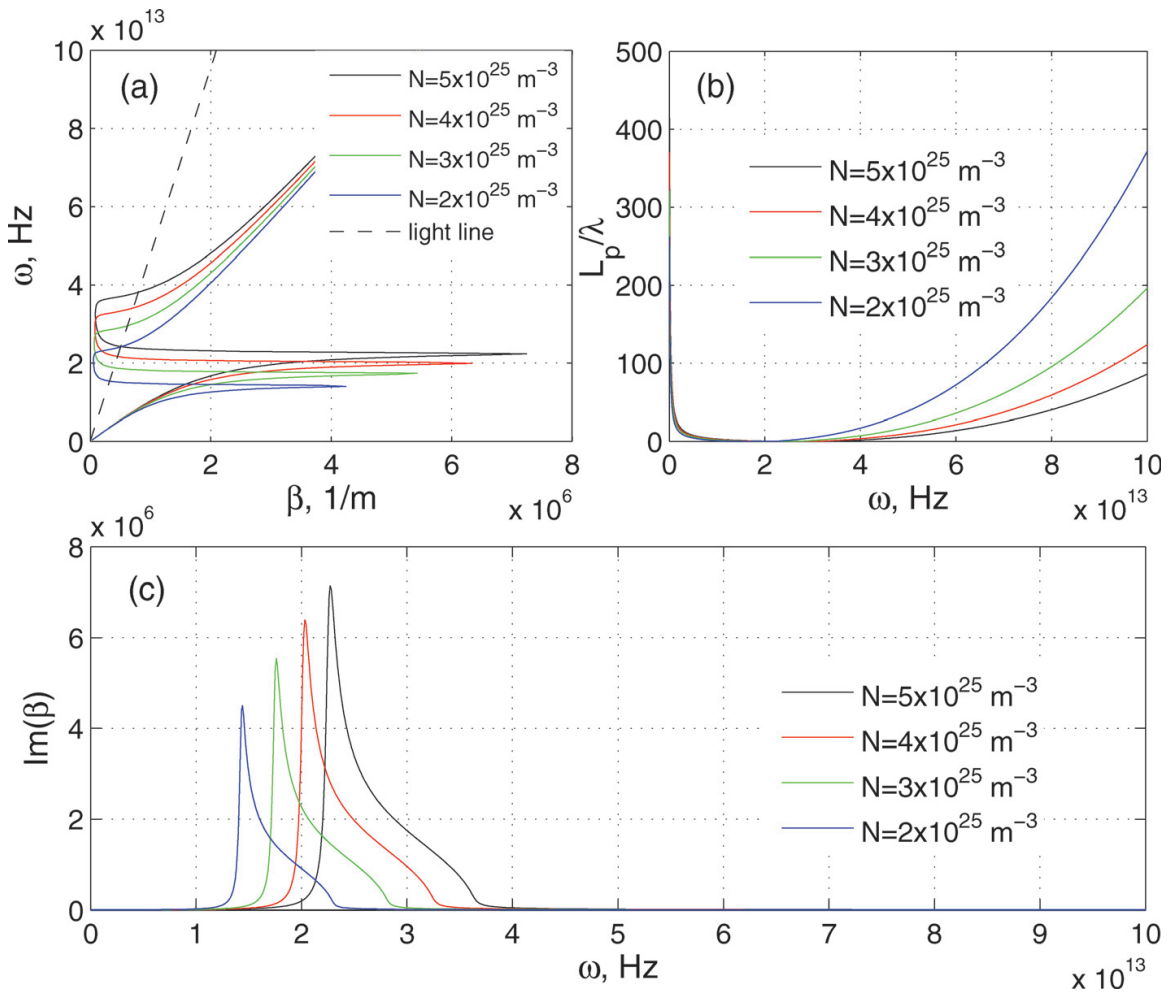 x 10^13
10
8
6
4
2
0
ω, Hz
(a)
N=5x10^25 m^−3
N=4x10^25 m^−3
N=3x10^25 m^−3
N=2x10^25 m^−3
light line
0 2 4 6 8
β, 1/m
x 10^6
500
400
300
200
100
0
L_p/λ
(b)
N=5x10^25 m^−3
N=4x10^25 m^−3
N=3x10^25 m^−3
N=2x10^25 m^−3
0 2 4 6 8 10
ω, Hz
x 10^13
x 10^6
8
6
4
2
0
Im(β)
(c)
N=5x10^25 m^−3
N=4x10^25 m^−3
N=3x10^25 m^−3
N=2x10^25 m^−3
0 1 2 3 4 5 6 7 8 9 10
ω, Hz
x 10^13